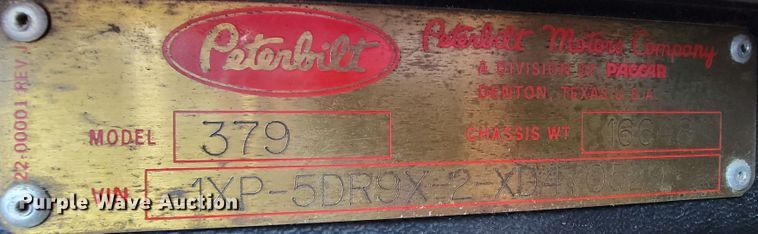 Peterbilt
Peterbilt Motors Company
A DIVISION OF PACCAR
DENTON, TEXAS U.S.A.
22-00001 REV J
MODEL 379
CHASSIS WT
VIN
Purple Wave Auction